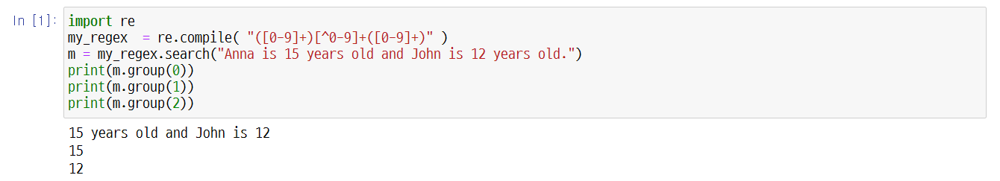 In [1]: import re
my_regex  = re.compile( "([0-9]+)[^0-9]+([0-9]+)" )
m = my_regex.search("Anna is 15 years old and John is 12 years old.")
print(m.group(0))
print(m.group(1))
print(m.group(2))
15 years old and John is 12
15
12